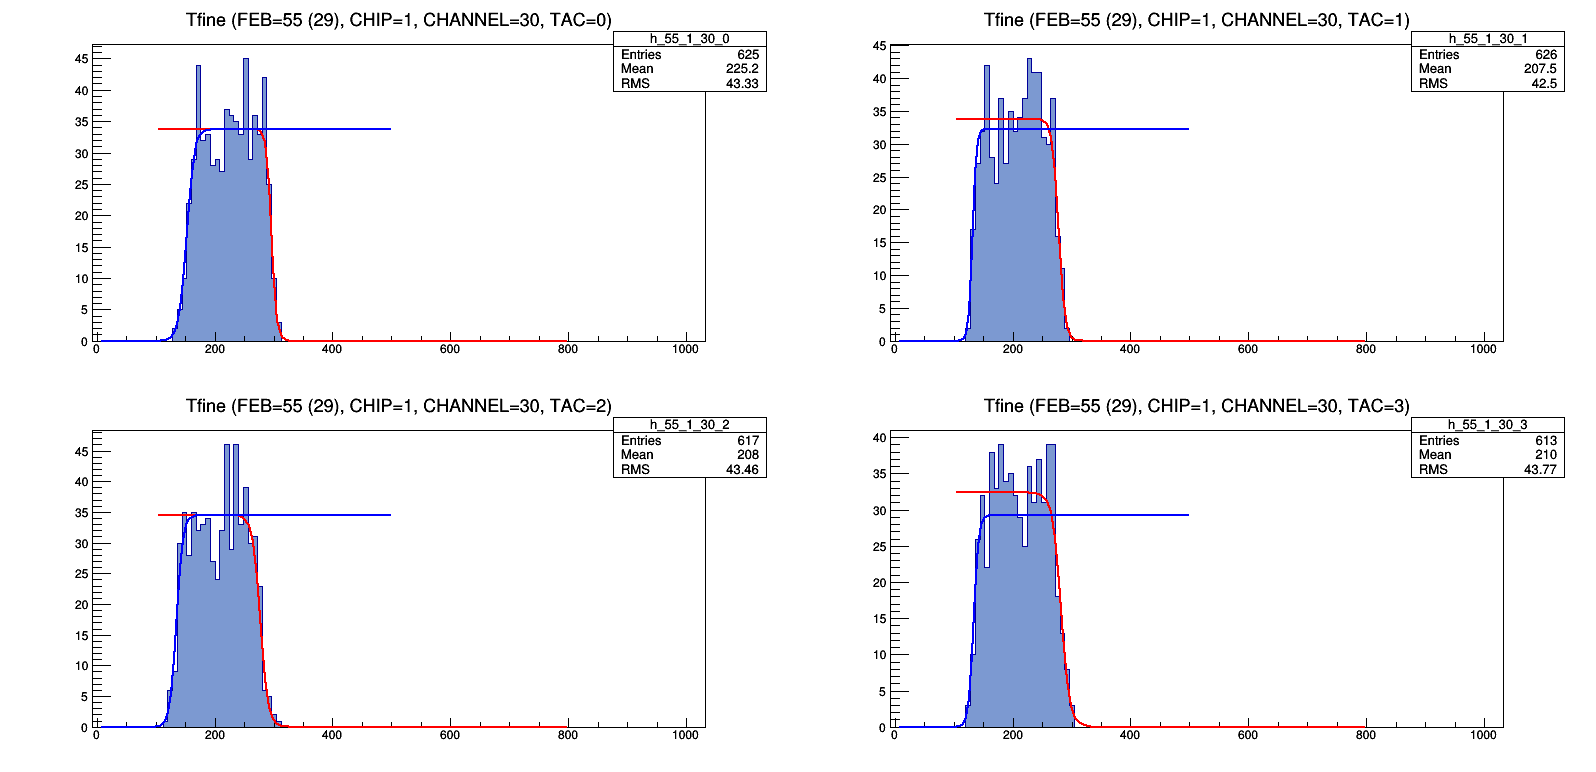 Tfine (FEB=55 (29), CHIP=1, CHANNEL=30, TAC=0)
h_55_1_30_0
Entries 625
Mean 225.2
RMS 43.33
45
40
35
30
25
20
15
10
5
0
0 200 400 600 800 1000
Tfine (FEB=55 (29), CHIP=1, CHANNEL=30, TAC=1)
h_55_1_30_1
Entries 626
Mean 207.5
RMS 42.5
45
40
35
30
25
20
15
10
5
0
0 200 400 600 800 1000
Tfine (FEB=55 (29), CHIP=1, CHANNEL=30, TAC=2)
h_55_1_30_2
Entries 617
Mean 208
RMS 43.46
45
40
35
30
25
20
15
10
5
0
0 200 400 600 800 1000
Tfine (FEB=55 (29), CHIP=1, CHANNEL=30, TAC=3)
h_55_1_30_3
Entries 613
Mean 210
RMS 43.77
40
35
30
25
20
15
10
5
0
0 200 400 600 800 1000